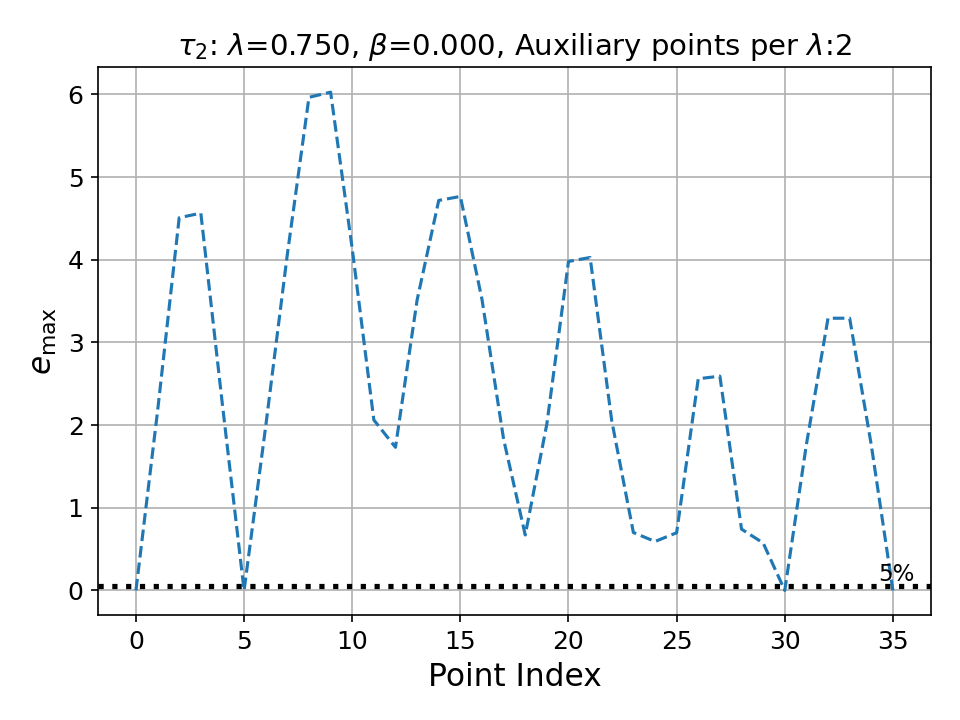 τ₂: λ=0.750, β=0.000, Auxiliary points per λ:2
6
5
4
3
2
1
0
e_max
5%
0 5 10 15 20 25 30 35
Point Index